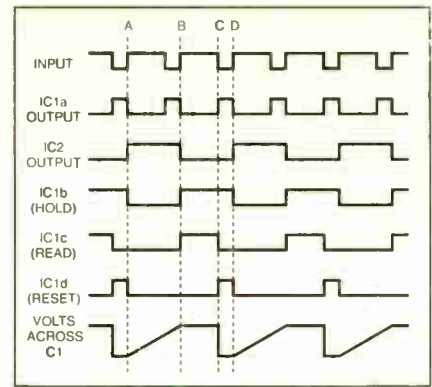 A B C D
INPUT
IC1a
OUTPUT
IC2
OUTPUT
IC1b
(HOLD)
IC1c
(READ)
IC1d
(RESET)
VOLTS
ACROSS
C1